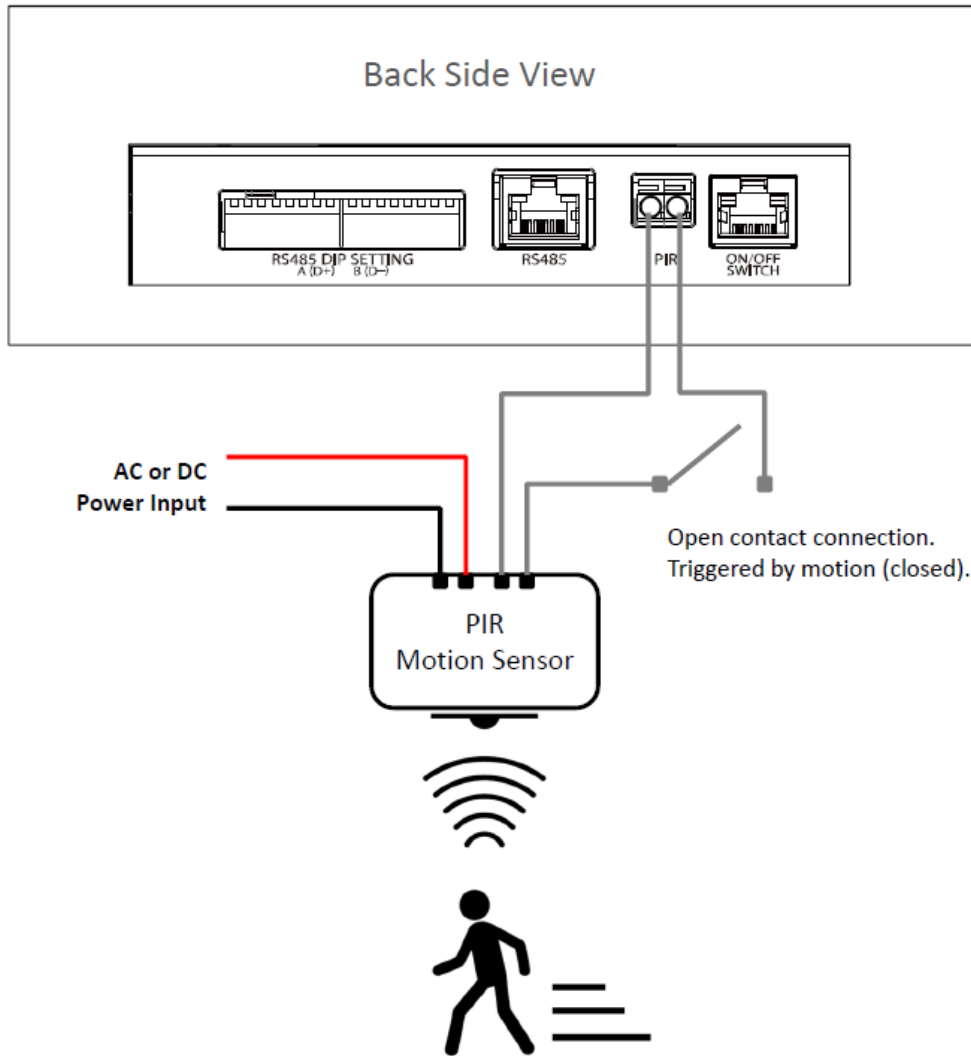 Back Side View
RS485 DIP SETTING
A (D+) B (D-)
RS485
PIR
ON/OFF
SWITCH
AC or DC
Power Input
Open contact connection.
Triggered by motion (closed).
PIR
Motion Sensor